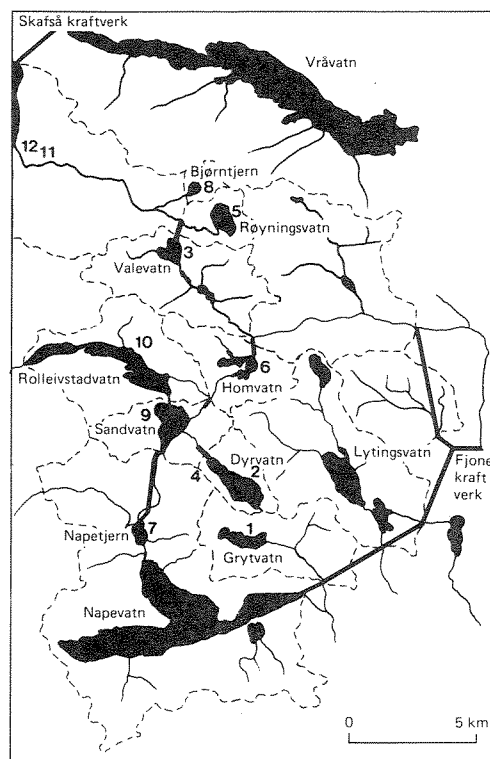 Skafså kraftverk
Vråvatn
12 11
Bjørntjern
8
5
Røyningsvatn
3
Valevatn
10
6
Rolleivstadvatn
Homvatn
9
Sandvatn
Dyrvatn
2
4
Lytingsvatn
Fjone
kraft
verk
7
Napetjern
1
Grytvatn
Napevatn
0
5 km